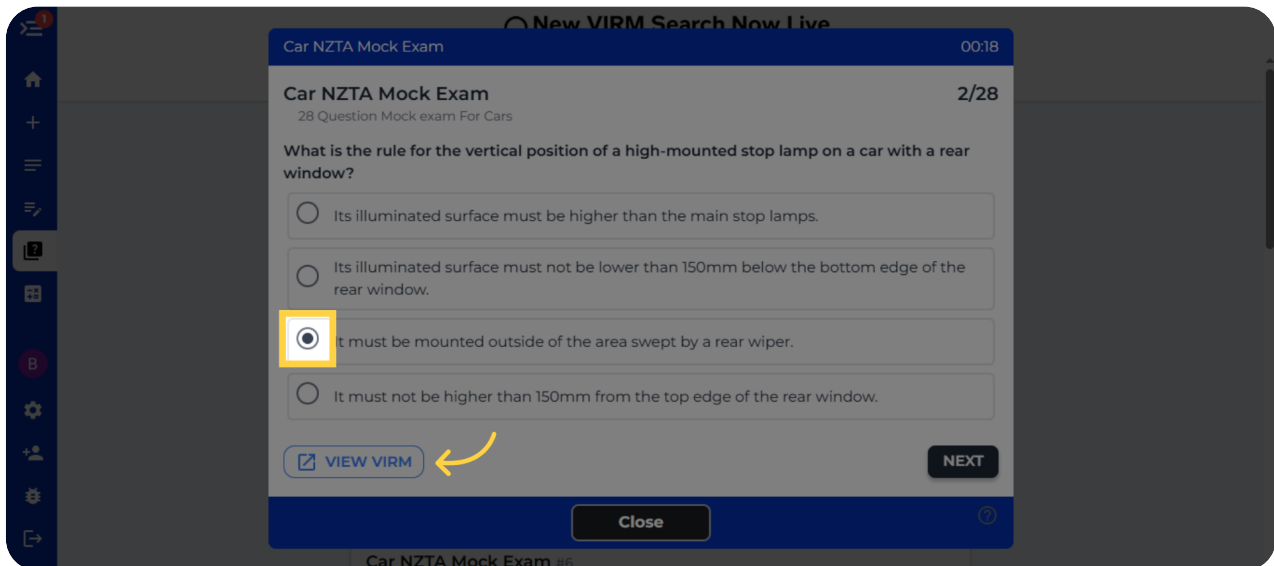 1
New VIRM Search Now Live
Car NZTA Mock Exam 00:18
Car NZTA Mock Exam 2/28
28 Question Mock exam For Cars
What is the rule for the vertical position of a high-mounted stop lamp on a car with a rear
window?
Its illuminated surface must be higher than the main stop lamps.
Its illuminated surface must not be lower than 150mm below the bottom edge of the
rear window.
It must be mounted outside of the area swept by a rear wiper.
It must not be higher than 150mm from the top edge of the rear window.
B
VIEW VIRM NEXT
Close
Car NZTA Mock Exam #6